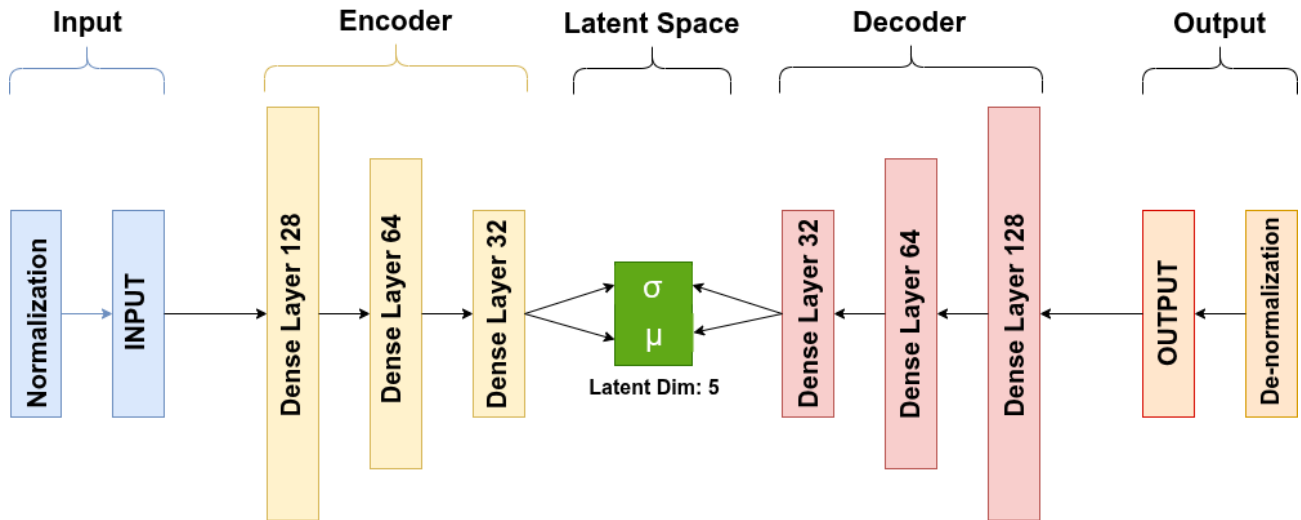 Input
Encoder
Latent Space
Decoder
Output
Normalization
INPUT
Dense Layer 128
Dense Layer 64
Dense Layer 32
σ
μ
Latent Dim: 5
Dense Layer 32
Dense Layer 64
Dense Layer 128
OUTPUT
De-normalization